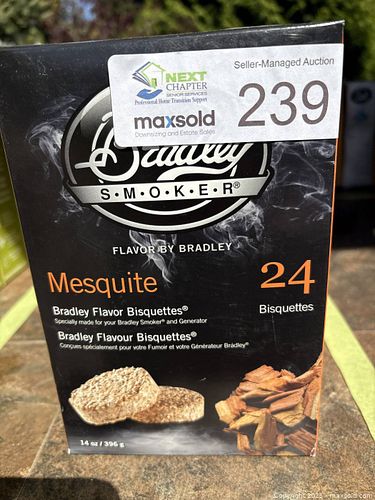 Seller-Managed Auction
NEXT
CHAPTER
SENIOR SERVICES
Professional Home Transition Support
maxsold
Downsizing and Estate Sales
239
Bradley
S·M·O·K·E·R®
FLAVOR BY BRADLEY
Mesquite
24
Bisquettes
Bradley Flavor Bisquettes®
Specially made for your Bradley Smoker® and Generator
Bradley Flavour Bisquettes®
Conçues spécialement pour votre Fumoir et votre Générateur Bradley®
14 oz / 396 g
Copyright 2023 - maxsold.com